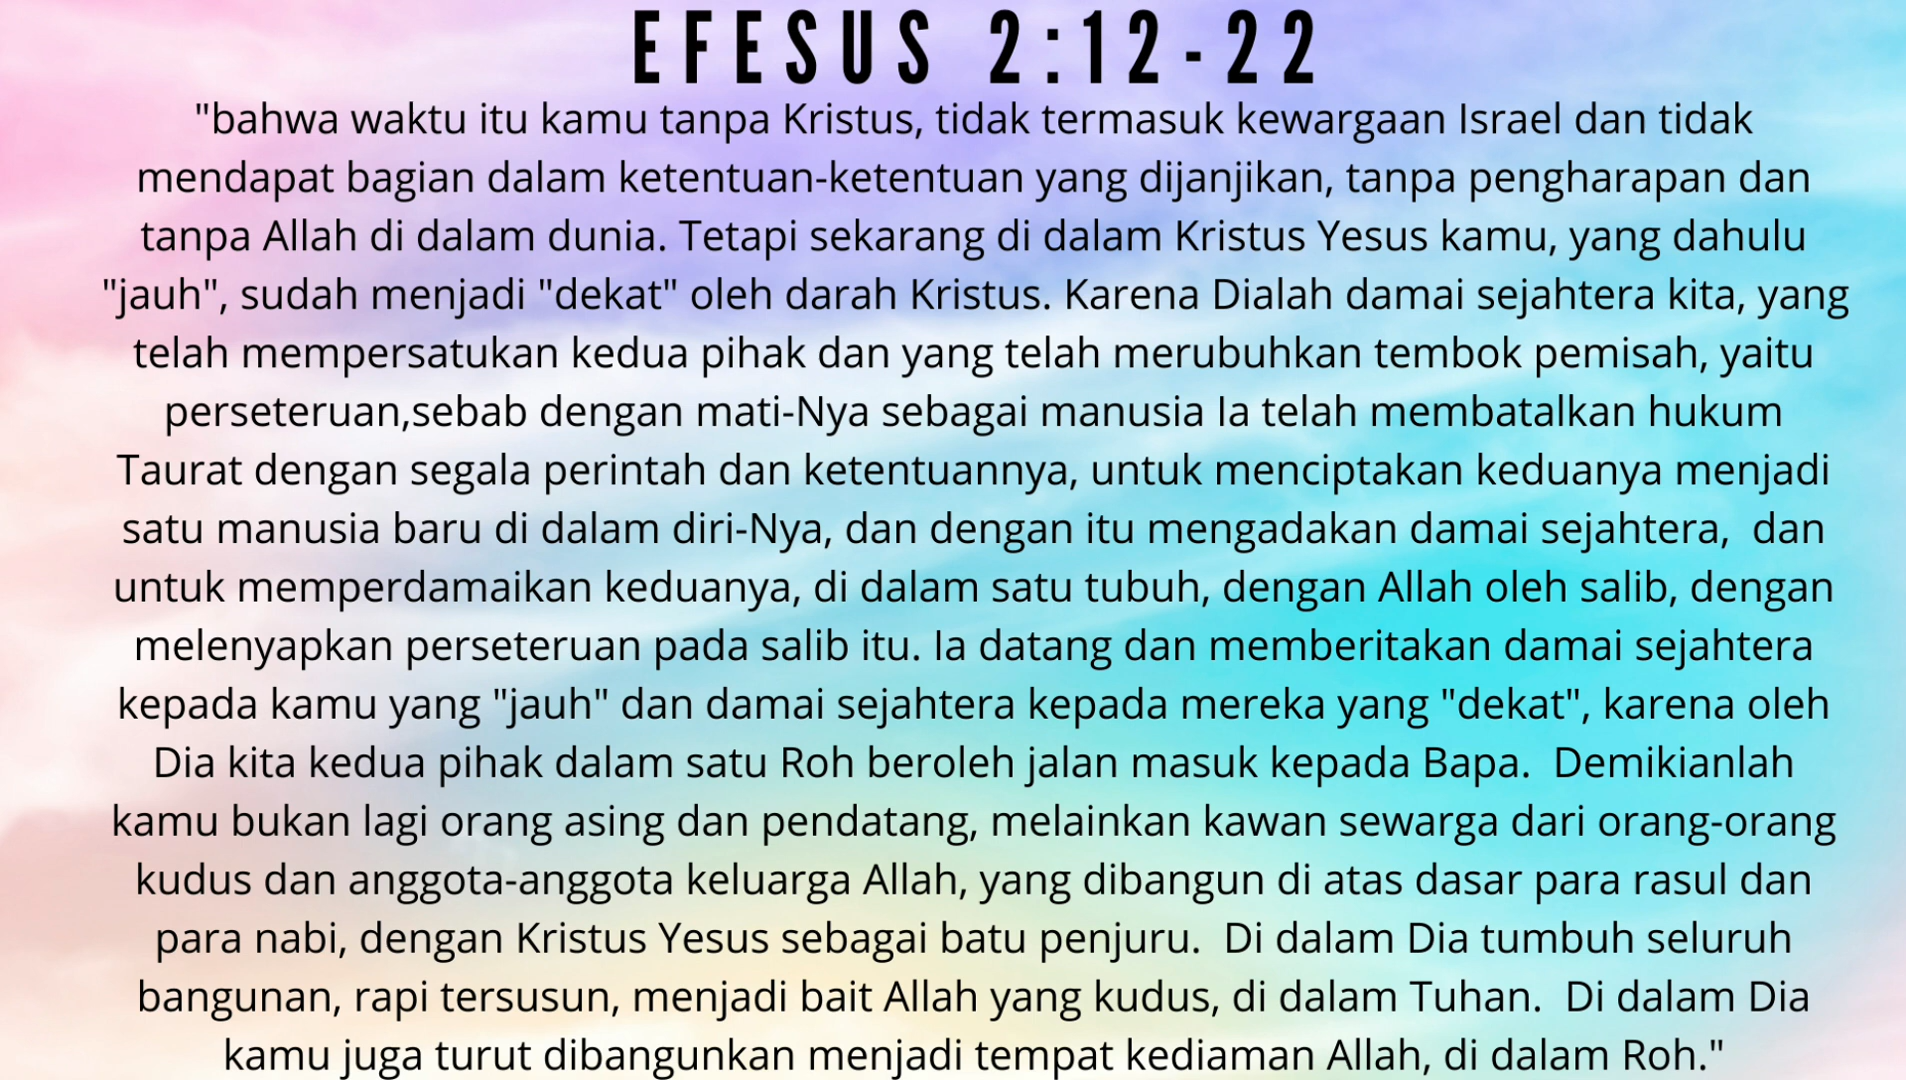 EFESUS 2:12-22
"bahwa waktu itu kamu tanpa Kristus, tidak termasuk kewargaan Israel dan tidak
mendapat bagian dalam ketentuan-ketentuan yang dijanjikan, tanpa pengharapan dan
tanpa Allah di dalam dunia. Tetapi sekarang di dalam Kristus Yesus kamu, yang dahulu
"jauh", sudah menjadi "dekat" oleh darah Kristus. Karena Dialah damai sejahtera kita, yang
telah mempersatukan kedua pihak dan yang telah merubuhkan tembok pemisah, yaitu
perseteruan,sebab dengan mati-Nya sebagai manusia Ia telah membatalkan hukum
Taurat dengan segala perintah dan ketentuannya, untuk menciptakan keduanya menjadi
satu manusia baru di dalam diri-Nya, dan dengan itu mengadakan damai sejahtera,  dan
untuk memperdamaikan keduanya, di dalam satu tubuh, dengan Allah oleh salib, dengan
melenyapkan perseteruan pada salib itu. Ia datang dan memberitakan damai sejahtera
kepada kamu yang "jauh" dan damai sejahtera kepada mereka yang "dekat", karena oleh
Dia kita kedua pihak dalam satu Roh beroleh jalan masuk kepada Bapa.  Demikianlah
kamu bukan lagi orang asing dan pendatang, melainkan kawan sewarga dari orang-orang
kudus dan anggota-anggota keluarga Allah, yang dibangun di atas dasar para rasul dan
para nabi, dengan Kristus Yesus sebagai batu penjuru.  Di dalam Dia tumbuh seluruh
bangunan, rapi tersusun, menjadi bait Allah yang kudus, di dalam Tuhan.  Di dalam Dia
kamu juga turut dibangunkan menjadi tempat kediaman Allah, di dalam Roh."